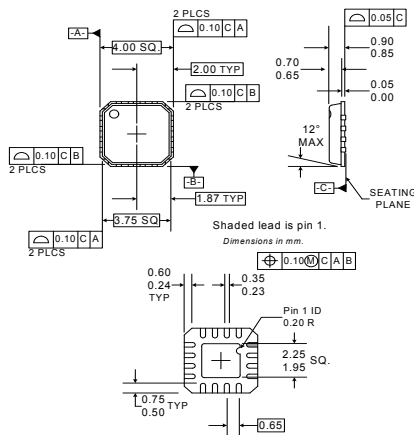 2 PLCS
⌓ 0.10 C A
-A-
4.00 SQ.
2.00 TYP
⌓ 0.10 C B
2 PLCS
⌓ 0.10 C B
2 PLCS
-B-
1.87 TYP
3.75 SQ
⌓ 0.10 C A
2 PLCS
⌓ 0.05 C
0.90
0.85
0.70
0.65
0.05
0.00
12°
MAX
-C-
SEATING
PLANE
Shaded lead is pin 1.
Dimensions in mm.
⌖ 0.10 Ⓜ C A B
0.60
0.24
TYP
0.35
0.23
Pin 1 ID
0.20 R
2.25
1.95
SQ.
0.75
0.50
TYP
0.65